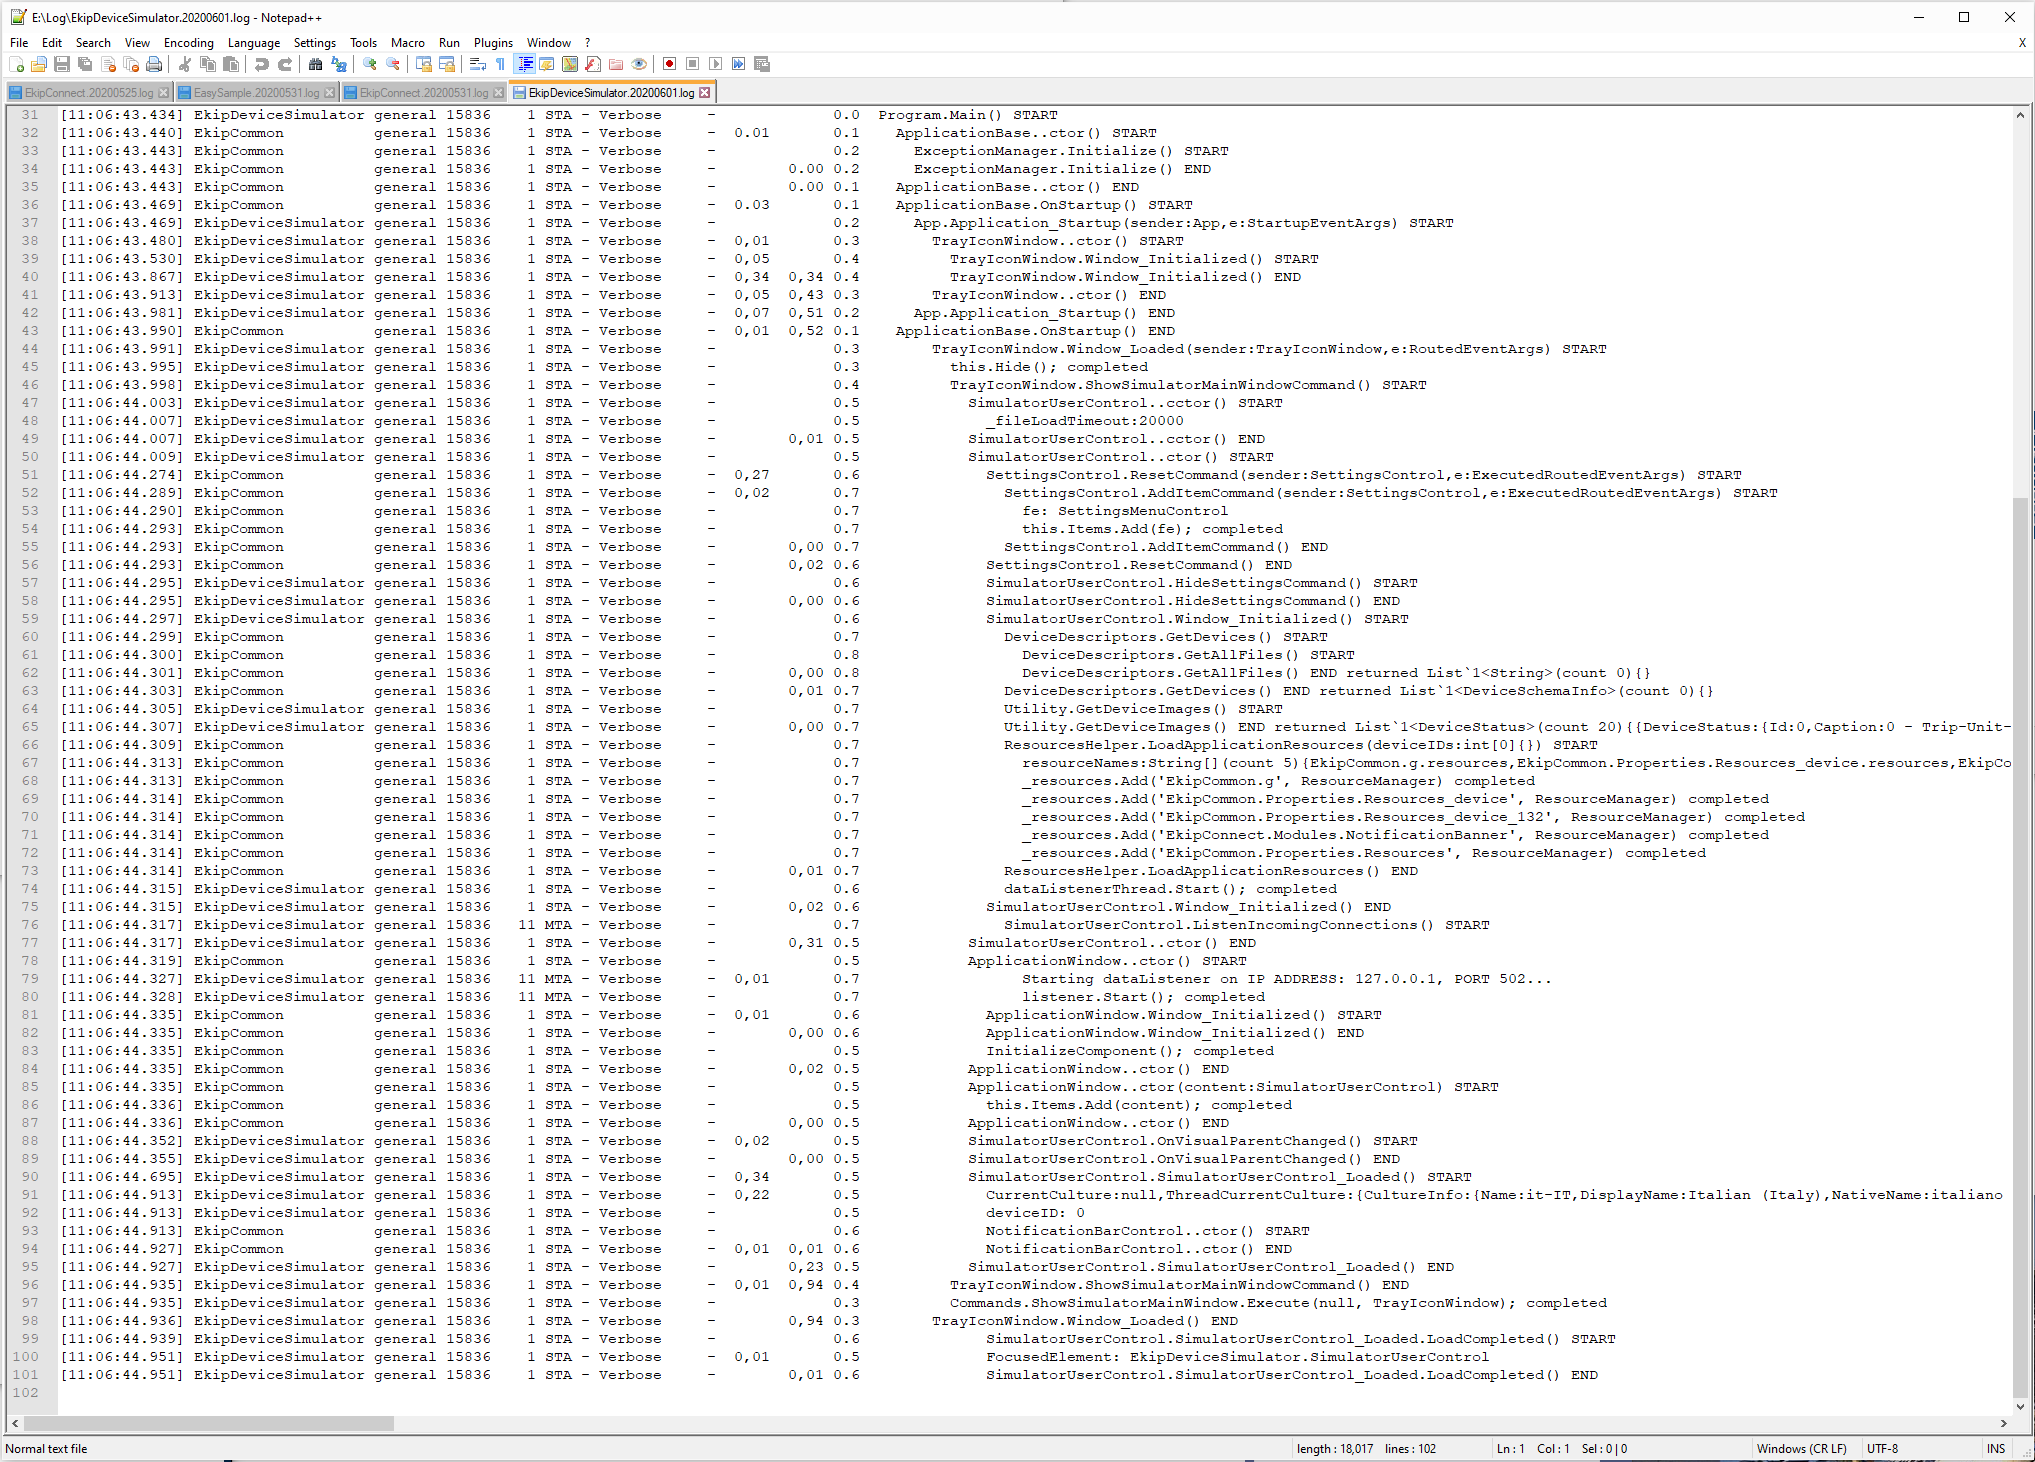 E:\Log\EkipDeviceSimulator.20200601.log - Notepad++
File Edit Search View Encoding Language Settings Tools Macro Run Plugins Window ? X
EkipConnect.20200525.log EasySample.20200531.log EkipConnect.20200531.log EkipDeviceSimulator.20200601.log
31 [11:06:43.434] EkipDeviceSimulator general 15836 1 STA - Verbose - 0.0 Program.Main() START
32 [11:06:43.440] EkipCommon general 15836 1 STA - Verbose - 0.01 0.1 ApplicationBase..ctor() START
33 [11:06:43.443] EkipCommon general 15836 1 STA - Verbose - 0.2 ExceptionManager.Initialize() START
34 [11:06:43.443] EkipCommon general 15836 1 STA - Verbose - 0.00 0.2 ExceptionManager.Initialize() END
35 [11:06:43.443] EkipCommon general 15836 1 STA - Verbose - 0.00 0.1 ApplicationBase..ctor() END
36 [11:06:43.469] EkipCommon general 15836 1 STA - Verbose - 0.03 0.1 ApplicationBase.OnStartup() START
37 [11:06:43.469] EkipDeviceSimulator general 15836 1 STA - Verbose - 0.2 App.Application_Startup(sender:App,e:StartupEventArgs) START
38 [11:06:43.480] EkipDeviceSimulator general 15836 1 STA - Verbose - 0,01 0.3 TrayIconWindow..ctor() START
39 [11:06:43.530] EkipDeviceSimulator general 15836 1 STA - Verbose - 0,05 0.4 TrayIconWindow.Window_Initialized() START
40 [11:06:43.867] EkipDeviceSimulator general 15836 1 STA - Verbose - 0,34 0,34 0.4 TrayIconWindow.Window_Initialized() END
41 [11:06:43.913] EkipDeviceSimulator general 15836 1 STA - Verbose - 0,05 0,43 0.3 TrayIconWindow..ctor() END
42 [11:06:43.981] EkipDeviceSimulator general 15836 1 STA - Verbose - 0,07 0,51 0.2 App.Application_Startup() END
43 [11:06:43.990] EkipCommon general 15836 1 STA - Verbose - 0,01 0,52 0.1 ApplicationBase.OnStartup() END
44 [11:06:43.991] EkipDeviceSimulator general 15836 1 STA - Verbose - 0.3 TrayIconWindow.Window_Loaded(sender:TrayIconWindow,e:RoutedEventArgs) START
45 [11:06:43.995] EkipDeviceSimulator general 15836 1 STA - Verbose - 0.3 this.Hide(); completed
46 [11:06:43.998] EkipDeviceSimulator general 15836 1 STA - Verbose - 0.4 TrayIconWindow.ShowSimulatorMainWindowCommand() START
47 [11:06:44.003] EkipDeviceSimulator general 15836 1 STA - Verbose - 0.5 SimulatorUserControl..cctor() START
48 [11:06:44.007] EkipDeviceSimulator general 15836 1 STA - Verbose - 0.5 _fileLoadTimeout:20000
49 [11:06:44.007] EkipDeviceSimulator general 15836 1 STA - Verbose - 0,01 0.5 SimulatorUserControl..cctor() END
50 [11:06:44.009] EkipDeviceSimulator general 15836 1 STA - Verbose - 0.5 SimulatorUserControl..ctor() START
51 [11:06:44.274] EkipCommon general 15836 1 STA - Verbose - 0,27 0.6 SettingsControl.ResetCommand(sender:SettingsControl,e:ExecutedRoutedEventArgs) START
52 [11:06:44.289] EkipCommon general 15836 1 STA - Verbose - 0,02 0.7 SettingsControl.AddItemCommand(sender:SettingsControl,e:ExecutedRoutedEventArgs) START
53 [11:06:44.290] EkipCommon general 15836 1 STA - Verbose - 0.7 fe: SettingsMenuControl
54 [11:06:44.293] EkipCommon general 15836 1 STA - Verbose - 0.7 this.Items.Add(fe); completed
55 [11:06:44.293] EkipCommon general 15836 1 STA - Verbose - 0,00 0.7 SettingsControl.AddItemCommand() END
56 [11:06:44.293] EkipCommon general 15836 1 STA - Verbose - 0,02 0.6 SettingsControl.ResetCommand() END
57 [11:06:44.295] EkipDeviceSimulator general 15836 1 STA - Verbose - 0.6 SimulatorUserControl.HideSettingsCommand() START
58 [11:06:44.295] EkipDeviceSimulator general 15836 1 STA - Verbose - 0,00 0.6 SimulatorUserControl.HideSettingsCommand() END
59 [11:06:44.297] EkipDeviceSimulator general 15836 1 STA - Verbose - 0.6 SimulatorUserControl.Window_Initialized() START
60 [11:06:44.299] EkipCommon general 15836 1 STA - Verbose - 0.7 DeviceDescriptors.GetDevices() START
61 [11:06:44.300] EkipCommon general 15836 1 STA - Verbose - 0.8 DeviceDescriptors.GetAllFiles() START
62 [11:06:44.301] EkipCommon general 15836 1 STA - Verbose - 0,00 0.8 DeviceDescriptors.GetAllFiles() END returned List`1<String>(count 0){}
63 [11:06:44.303] EkipCommon general 15836 1 STA - Verbose - 0,01 0.7 DeviceDescriptors.GetDevices() END returned List`1<DeviceSchemaInfo>(count 0){}
64 [11:06:44.305] EkipDeviceSimulator general 15836 1 STA - Verbose - 0.7 Utility.GetDeviceImages() START
65 [11:06:44.307] EkipDeviceSimulator general 15836 1 STA - Verbose - 0,00 0.7 Utility.GetDeviceImages() END returned List`1<DeviceStatus>(count 20){{DeviceStatus:{Id:0,Caption:0 - Trip-Unit-
66 [11:06:44.309] EkipCommon general 15836 1 STA - Verbose - 0.7 ResourcesHelper.LoadApplicationResources(deviceIDs:int[0]{}) START
67 [11:06:44.313] EkipCommon general 15836 1 STA - Verbose - 0.7 resourceNames:String[](count 5){EkipCommon.g.resources,EkipCommon.Properties.Resources_device.resources,EkipCo
68 [11:06:44.313] EkipCommon general 15836 1 STA - Verbose - 0.7 _resources.Add('EkipCommon.g', ResourceManager) completed
69 [11:06:44.314] EkipCommon general 15836 1 STA - Verbose - 0.7 _resources.Add('EkipCommon.Properties.Resources_device', ResourceManager) completed
70 [11:06:44.314] EkipCommon general 15836 1 STA - Verbose - 0.7 _resources.Add('EkipCommon.Properties.Resources_device_132', ResourceManager) completed
71 [11:06:44.314] EkipCommon general 15836 1 STA - Verbose - 0.7 _resources.Add('EkipConnect.Modules.NotificationBanner', ResourceManager) completed
72 [11:06:44.314] EkipCommon general 15836 1 STA - Verbose - 0.7 _resources.Add('EkipCommon.Properties.Resources', ResourceManager) completed
73 [11:06:44.314] EkipCommon general 15836 1 STA - Verbose - 0,01 0.7 ResourcesHelper.LoadApplicationResources() END
74 [11:06:44.315] EkipDeviceSimulator general 15836 1 STA - Verbose - 0.6 dataListenerThread.Start(); completed
75 [11:06:44.315] EkipDeviceSimulator general 15836 1 STA - Verbose - 0,02 0.6 SimulatorUserControl.Window_Initialized() END
76 [11:06:44.317] EkipDeviceSimulator general 15836 11 MTA - Verbose - 0.7 SimulatorUserControl.ListenIncomingConnections() START
77 [11:06:44.317] EkipDeviceSimulator general 15836 1 STA - Verbose - 0,31 0.5 SimulatorUserControl..ctor() END
78 [11:06:44.319] EkipCommon general 15836 1 STA - Verbose - 0.5 ApplicationWindow..ctor() START
79 [11:06:44.327] EkipDeviceSimulator general 15836 11 MTA - Verbose - 0,01 0.7 Starting dataListener on IP ADDRESS: 127.0.0.1, PORT 502...
80 [11:06:44.328] EkipDeviceSimulator general 15836 11 MTA - Verbose - 0.7 listener.Start(); completed
81 [11:06:44.335] EkipCommon general 15836 1 STA - Verbose - 0,01 0.6 ApplicationWindow.Window_Initialized() START
82 [11:06:44.335] EkipCommon general 15836 1 STA - Verbose - 0,00 0.6 ApplicationWindow.Window_Initialized() END
83 [11:06:44.335] EkipCommon general 15836 1 STA - Verbose - 0.5 InitializeComponent(); completed
84 [11:06:44.335] EkipCommon general 15836 1 STA - Verbose - 0,02 0.5 ApplicationWindow..ctor() END
85 [11:06:44.335] EkipCommon general 15836 1 STA - Verbose - 0.5 ApplicationWindow..ctor(content:SimulatorUserControl) START
86 [11:06:44.336] EkipCommon general 15836 1 STA - Verbose - 0.5 this.Items.Add(content); completed
87 [11:06:44.336] EkipCommon general 15836 1 STA - Verbose - 0,00 0.5 ApplicationWindow..ctor() END
88 [11:06:44.352] EkipDeviceSimulator general 15836 1 STA - Verbose - 0,02 0.5 SimulatorUserControl.OnVisualParentChanged() START
89 [11:06:44.355] EkipDeviceSimulator general 15836 1 STA - Verbose - 0,00 0.5 SimulatorUserControl.OnVisualParentChanged() END
90 [11:06:44.695] EkipDeviceSimulator general 15836 1 STA - Verbose - 0,34 0.5 SimulatorUserControl.SimulatorUserControl_Loaded() START
91 [11:06:44.913] EkipDeviceSimulator general 15836 1 STA - Verbose - 0,22 0.5 CurrentCulture:null,ThreadCurrentCulture:{CultureInfo:{Name:it-IT,DisplayName:Italian (Italy),NativeName:italiano
92 [11:06:44.913] EkipDeviceSimulator general 15836 1 STA - Verbose - 0.5 deviceID: 0
93 [11:06:44.913] EkipCommon general 15836 1 STA - Verbose - 0.6 NotificationBarControl..ctor() START
94 [11:06:44.927] EkipCommon general 15836 1 STA - Verbose - 0,01 0,01 0.6 NotificationBarControl..ctor() END
95 [11:06:44.927] EkipDeviceSimulator general 15836 1 STA - Verbose - 0,23 0.5 SimulatorUserControl.SimulatorUserControl_Loaded() END
96 [11:06:44.935] EkipDeviceSimulator general 15836 1 STA - Verbose - 0,01 0,94 0.4 TrayIconWindow.ShowSimulatorMainWindowCommand() END
97 [11:06:44.935] EkipDeviceSimulator general 15836 1 STA - Verbose - 0.3 Commands.ShowSimulatorMainWindow.Execute(null, TrayIconWindow); completed
98 [11:06:44.936] EkipDeviceSimulator general 15836 1 STA - Verbose - 0,94 0.3 TrayIconWindow.Window_Loaded() END
99 [11:06:44.939] EkipDeviceSimulator general 15836 1 STA - Verbose - 0.6 SimulatorUserControl.SimulatorUserControl_Loaded.LoadCompleted() START
100 [11:06:44.951] EkipDeviceSimulator general 15836 1 STA - Verbose - 0,01 0.5 FocusedElement: EkipDeviceSimulator.SimulatorUserControl
101 [11:06:44.951] EkipDeviceSimulator general 15836 1 STA - Verbose - 0,01 0.6 SimulatorUserControl.SimulatorUserControl_Loaded.LoadCompleted() END
102
Normal text file length : 18,017 lines : 102 Ln : 1 Col : 1 Sel : 0 | 0 Windows (CR LF) UTF-8 INS